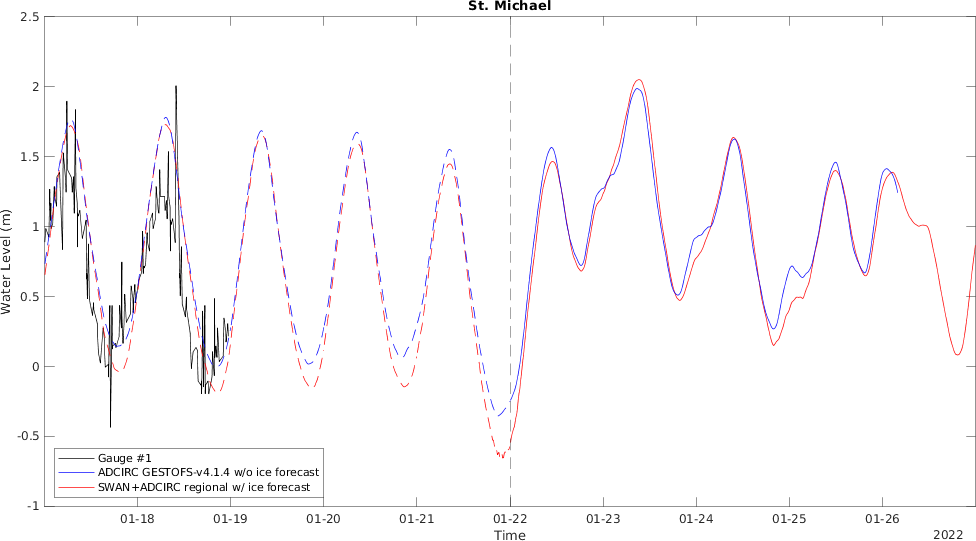 St. Michael
2.5
2
1.5
1
0.5
0
-0.5
-1
Water Level (m)
Gauge #1
ADCIRC GESTOFS-v4.1.4 w/o ice forecast
SWAN+ADCIRC regional w/ ice forecast
01-18 01-19 01-20 01-21 01-22 01-23 01-24 01-25 01-26
Time
2022